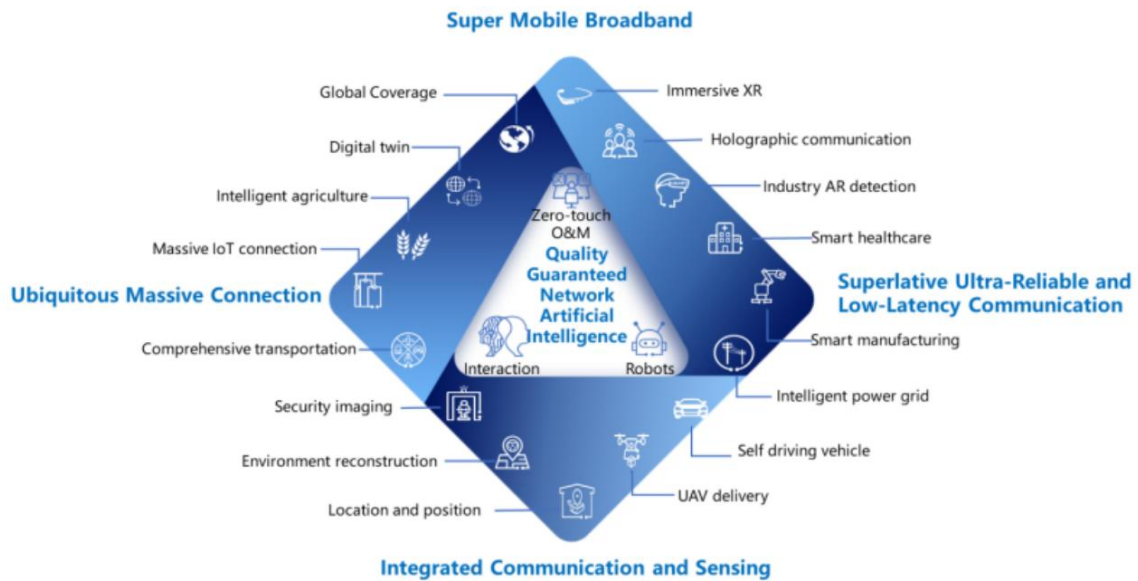 Super Mobile Broadband
Global Coverage
Immersive XR
Digital twin
Holographic communication
Intelligent agriculture
Industry AR detection
Massive IoT connection
Smart healthcare
Zero-touch
O&M
Quality
Guaranteed
Network
Artificial
Intelligence
Interaction
Robots
Ubiquitous Massive Connection
Superlative Ultra-Reliable and
Low-Latency Communication
Comprehensive transportation
Smart manufacturing
Security imaging
Intelligent power grid
Environment reconstruction
Self driving vehicle
Location and position
UAV delivery
Integrated Communication and Sensing